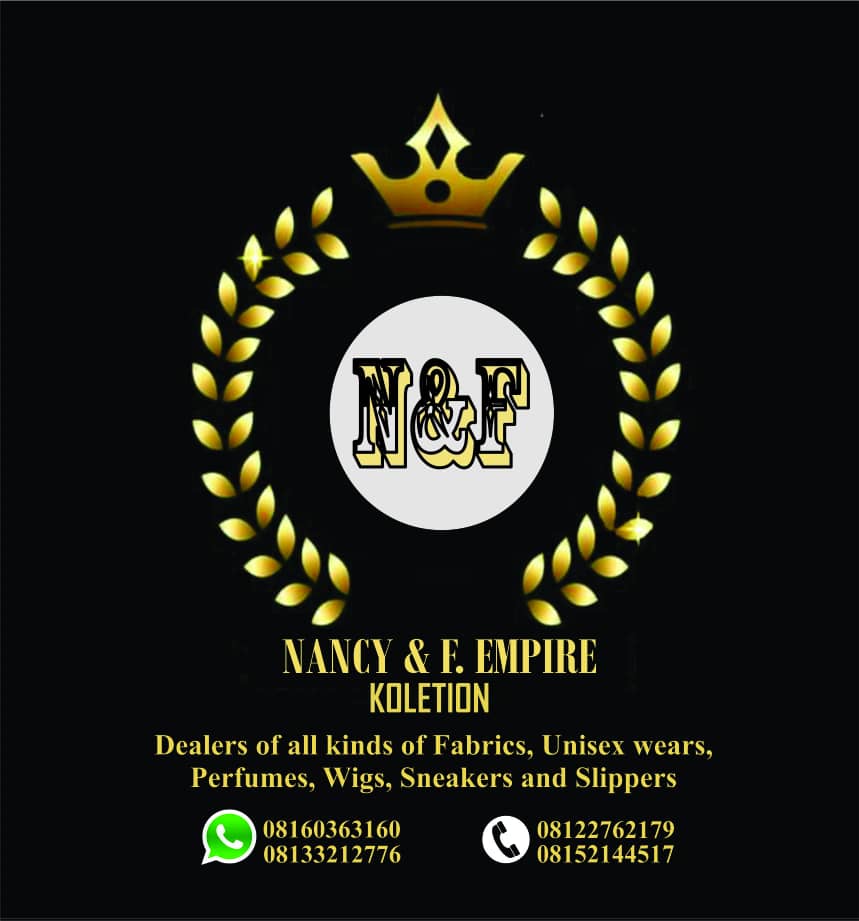 N&F
NANCY & F. EMPIRE
KOLETION
Dealers of all kinds of Fabrics, Unisex wears,
Perfumes, Wigs, Sneakers and Slippers
08160363160
08133212776
08122762179
08152144517